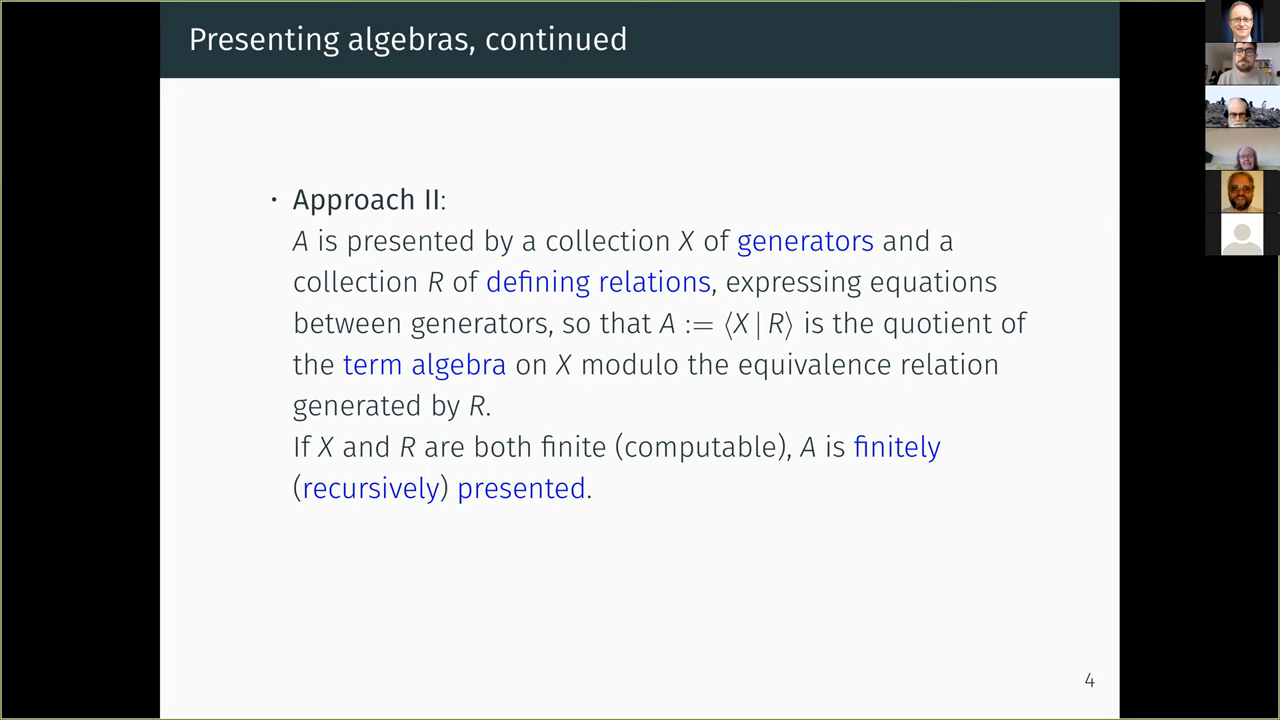 Presenting algebras, continued
· Approach II:
A is presented by a collection X of generators and a
collection R of defining relations, expressing equations
between generators, so that A := ⟨X | R⟩ is the quotient of
the term algebra on X modulo the equivalence relation
generated by R.
If X and R are both finite (computable), A is finitely
(recursively) presented.
4